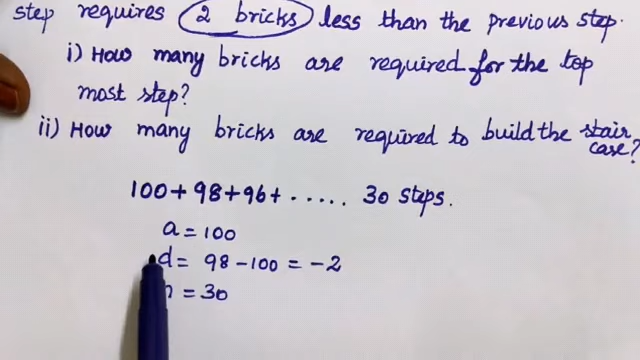 step requires 2 bricks less than the previous step.
i) How many bricks are required for the top
most step?
ii) How many bricks are required to build the stair
case?
100+98+96+ ..... 30 steps.
a = 100
d = 98-100 = -2
= 30